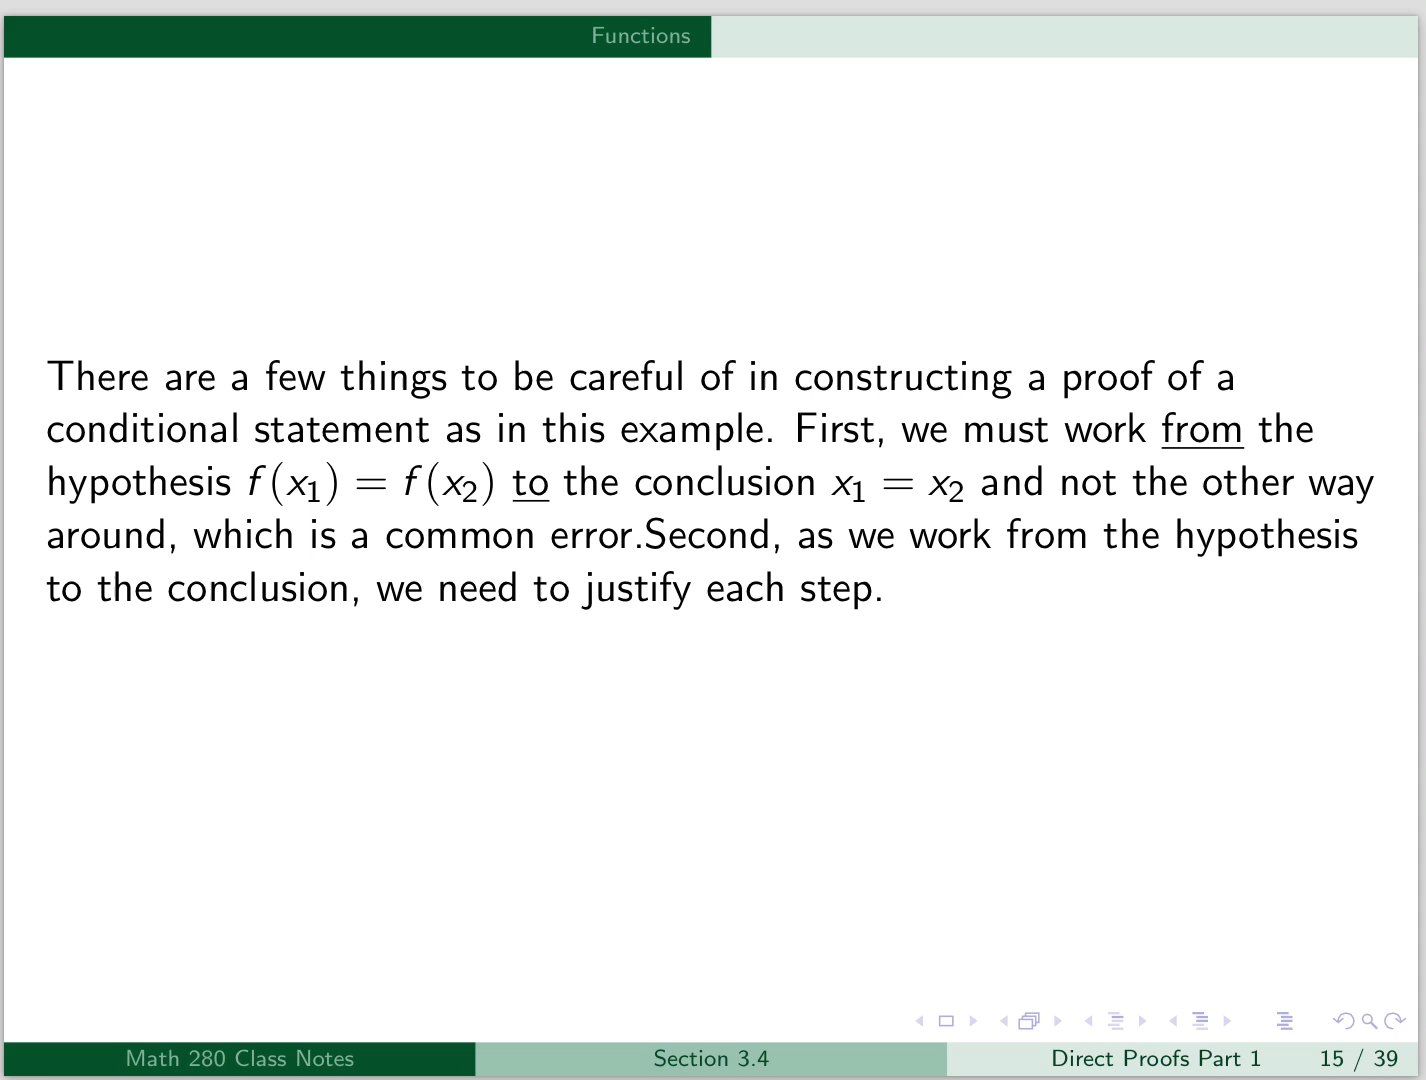 Functions
There are a few things to be careful of in constructing a proof of a
conditional statement as in this example. First, we must work from the
hypothesis f(x₁) = f(x₂) to the conclusion x₁ = x₂ and not the other way
around, which is a common error.Second, as we work from the hypothesis
to the conclusion, we need to justify each step.
Math 280 Class Notes Section 3.4 Direct Proofs Part 1 15 / 39